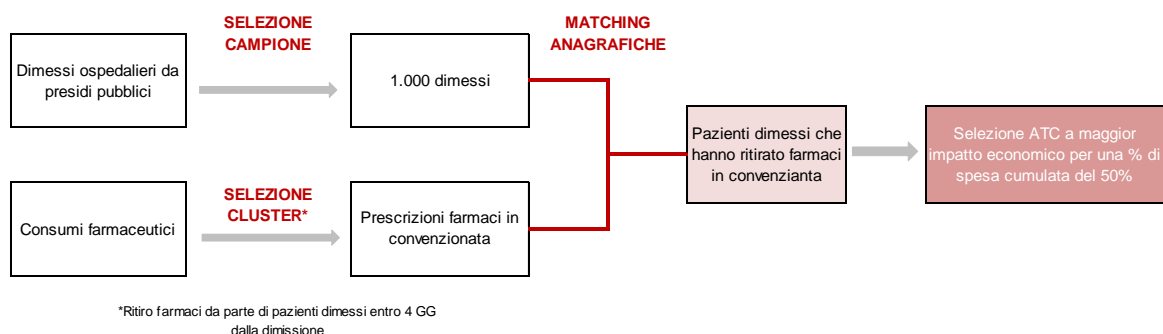 SELEZIONE
CAMPIONE
MATCHING
ANAGRAFICHE
Dimessi ospedalieri da
presidi pubblici
1.000 dimessi
Pazienti dimessi che
hanno ritirato farmaci
in convenzianta
Selezione ATC a maggior
impatto economico per una % di
spesa cumulata del 50%
SELEZIONE
CLUSTER*
Consumi farmaceutici
Prescrizioni farmaci in
convenzionata
*Ritiro farmaci da parte di pazienti dimessi entro 4 GG
dalla dimissione